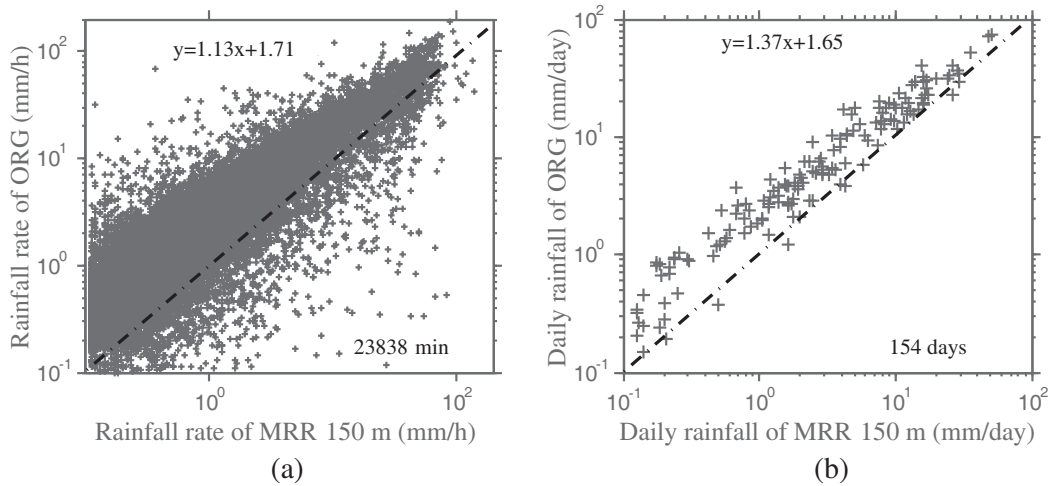 y=1.13x+1.71
23838 min
10^2
10^1
10^0
10^-1
10^0
10^2
Rainfall rate of ORG (mm/h)
Rainfall rate of MRR 150 m (mm/h)
(a)
y=1.37x+1.65
154 days
10^2
10^1
10^0
10^-1
10^-1
10^0
10^1
10^2
Daily rainfall of ORG (mm/day)
Daily rainfall of MRR 150 m (mm/day)
(b)